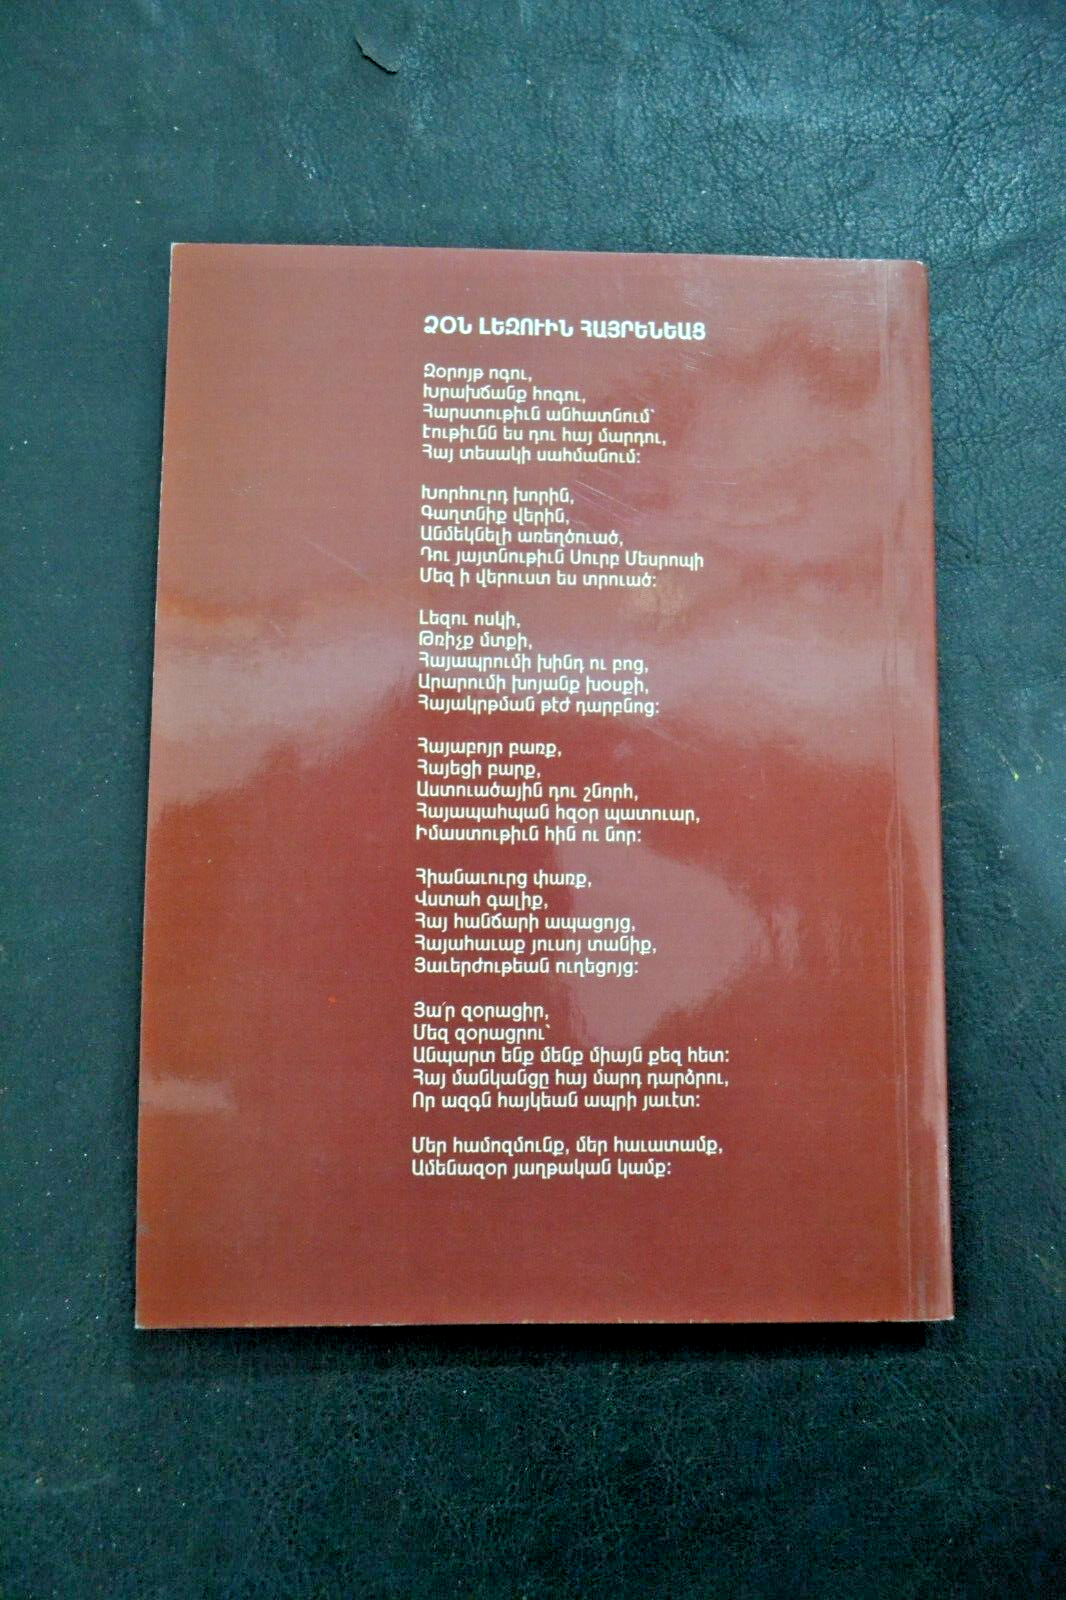 ՁՕՆ ԼԵԶՈՒԻՆ ՀԱՅՐԵՆԵԱՑ
Զօրոյթ ոգու,
Խրախճանք հոգու,
Հարստութիւն անհատնում՝
Էութիւնն ես դու հայ մարդու,
Հայ տեսակի սահմանում:
Խորհուրդ խորին,
Գաղտնիք վերին,
Անմեկնելի առեղծուած,
Դու յայտնութիւն Սուրբ Մեսրոպի
Մեզ ի վերուստ ես տրուած:
Լեզու ոսկի,
Թռիչք մտքի,
Հայապրումի խինդ ու բոց,
Արարումի խոյանք խօսքի,
Հայակրթման թէժ դարբնոց:
Հայաբոյր բառք,
Հայեցի բարք,
Աստուածային դու շնորհ,
Հայապահպան հզօր պատուար,
Իմաստութիւն հին ու նոր:
Հիանաւուրց փառք,
Վստահ գալիք,
Հայ հանճարի ապացոյց,
Հայահաւաք յուսոյ տանիք,
Յաւերժութեան ուղեցոյց:
Յա՜ր զօրացիր,
Մեզ զօրացրու՝
Անպարտ ենք մենք միայն քեզ հետ:
Հայ մանկանցը հայ մարդ դարձրու,
Որ ազգն հայկեան ապրի յաւէտ:
Մեր համոզմունք, մեր հաւատամք,
Ամենազօր յաղթական կամք: